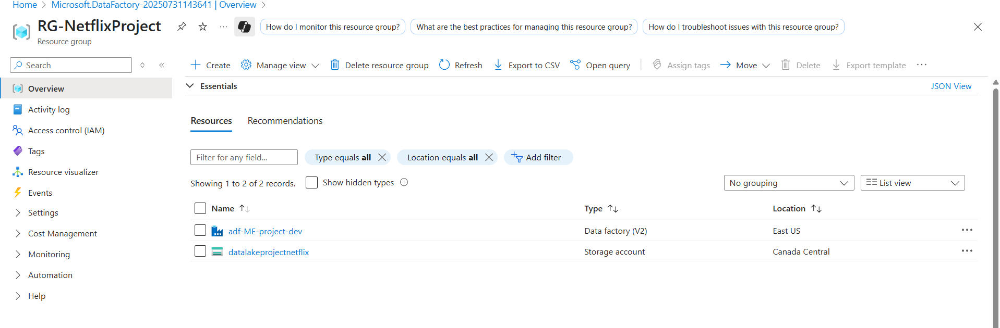 Home > Microsoft.DataFactory-20250731143641 | Overview >
RG-NetflixProject
Resource group
How do I monitor this resource group?
What are the best practices for managing this resource group?
How do I troubleshoot issues with this resource group?
Search
Overview
Activity log
Access control (IAM)
Tags
Resource visualizer
Events
Settings
Cost Management
Monitoring
Automation
Help
Create
Manage view
Delete resource group
Refresh
Export to CSV
Open query
Assign tags
Move
Delete
Export template
Essentials
JSON View
Resources
Recommendations
Filter for any field...
Type equals all
Location equals all
Add filter
Showing 1 to 2 of 2 records.
Show hidden types
No grouping
List view
Name Type Location
adf-ME-project-dev Data factory (V2) East US
datalakeprojectnetflix Storage account Canada Central